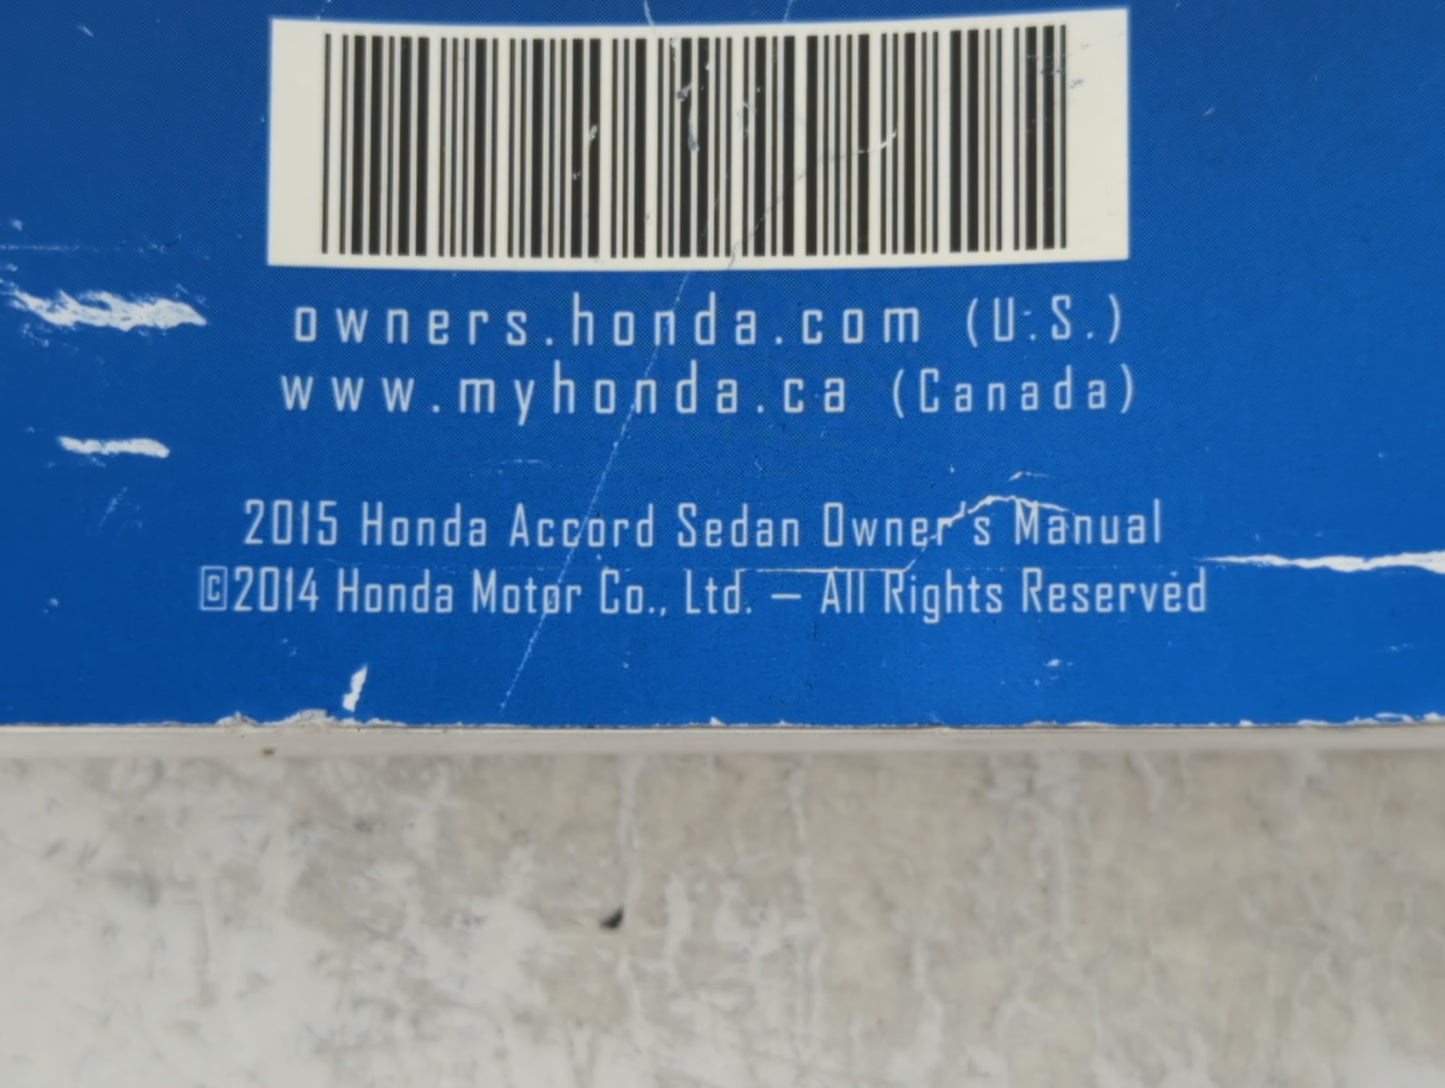 owners.honda.com (U.S.)
www.myhonda.ca (Canada)
2015 Honda Accord Sedan Owner's Manual
©2014 Honda Motor Co., Ltd. – All Rights Reserved